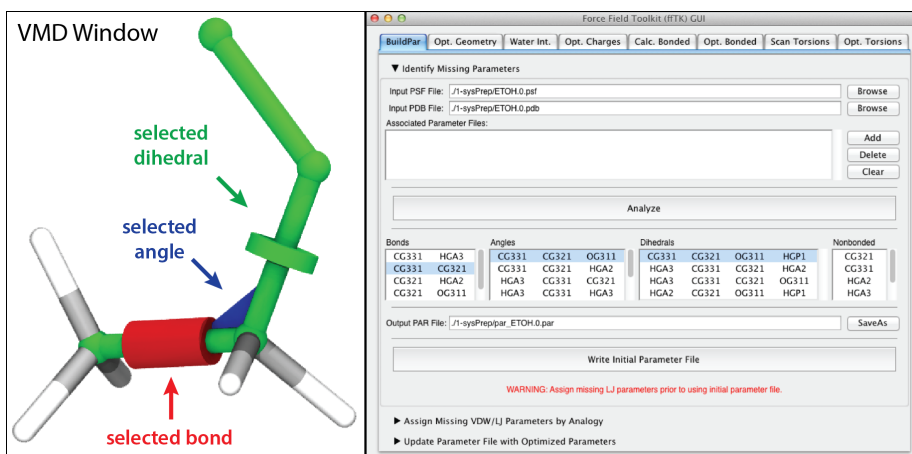 VMD Window
selected
dihedral
selected
angle
selected bond
Force Field Toolkit (ffTK) GUI
BuildPar Opt. Geometry Water Int. Opt. Charges Calc. Bonded Opt. Bonded Scan Torsions Opt. Torsions
▼ Identify Missing Parameters
Input PSF File: ./1-sysPrep/ETOH.0.psf Browse
Input PDB File: ./1-sysPrep/ETOH.0.pdb Browse
Associated Parameter Files:
Add
Delete
Clear
Analyze
Bonds Angles Dihedrals Nonbonded
CG331 HGA3 CG331 CG321 OG311 CG331 CG321 OG311 HGP1 CG321
CG331 CG321 CG331 CG321 HGA2 HGA3 CG331 CG321 HGA2 CG331
CG321 HGA2 HGA3 CG331 CG321 HGA3 CG331 CG321 OG311 HGA2
CG321 OG311 HGA3 CG331 HGA3 HGA2 CG321 OG311 HGP1 HGA3
Output PAR File: ./1-sysPrep/par_ETOH.0.par SaveAs
Write Initial Parameter File
WARNING: Assign missing LJ parameters prior to using initial parameter file.
▶ Assign Missing VDW/LJ Parameters by Analogy
▶ Update Parameter File with Optimized Parameters